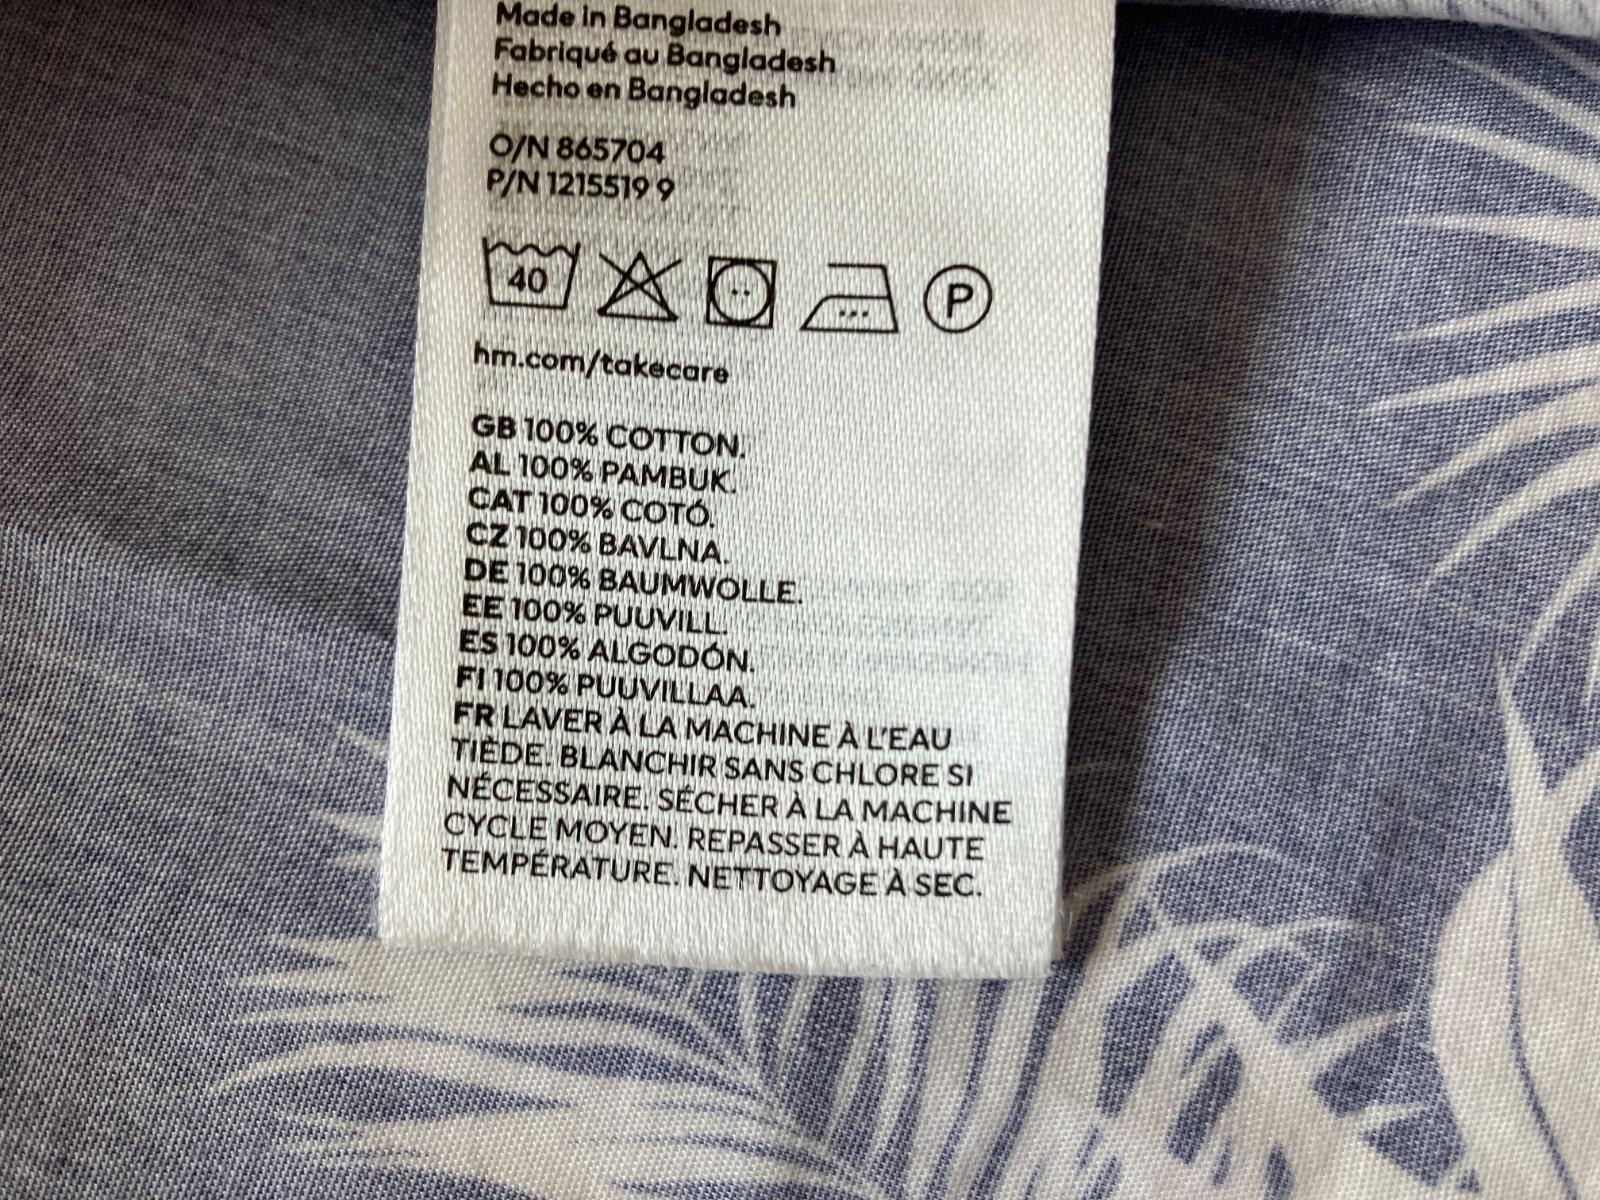 Made in Bangladesh
Fabriqué au Bangladesh
Hecho en Bangladesh
O/N 865704
P/N 1215519 9
40 P
hm.com/takecare
GB 100% COTTON.
AL 100% PAMBUK.
CAT 100% COTÓ.
CZ 100% BAVLNA.
DE 100% BAUMWOLLE.
EE 100% PUUVILL.
ES 100% ALGODÓN.
FI 100% PUUVILLAA.
FR LAVER À LA MACHINE À L'EAU
TIÈDE. BLANCHIR SANS CHLORE SI
NÉCESSAIRE. SÉCHER À LA MACHINE
CYCLE MOYEN. REPASSER À HAUTE
TEMPÉRATURE. NETTOYAGE À SEC.